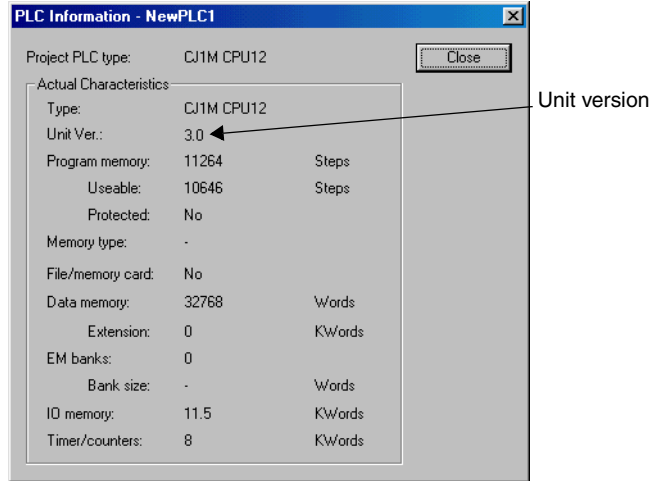 PLC Information - NewPLC1
Project PLC type: CJ1M CPU12 Close
Actual Characteristics
Type: CJ1M CPU12
Unit version
Unit Ver.: 3.0
Program memory: 11264 Steps
Useable: 10646 Steps
Protected: No
Memory type: -
File/memory card: No
Data memory: 32768 Words
Extension: 0 KWords
EM banks: 0
Bank size: - Words
IO memory: 11.5 KWords
Timer/counters: 8 KWords